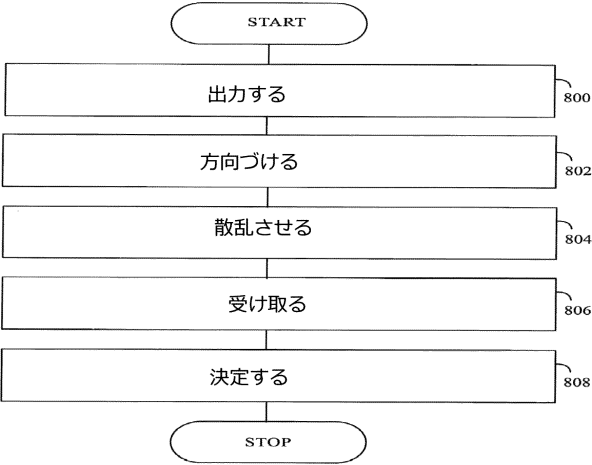 START
出力する
800
方向づける
802
散乱させる
804
受け取る
806
決定する
808
STOP